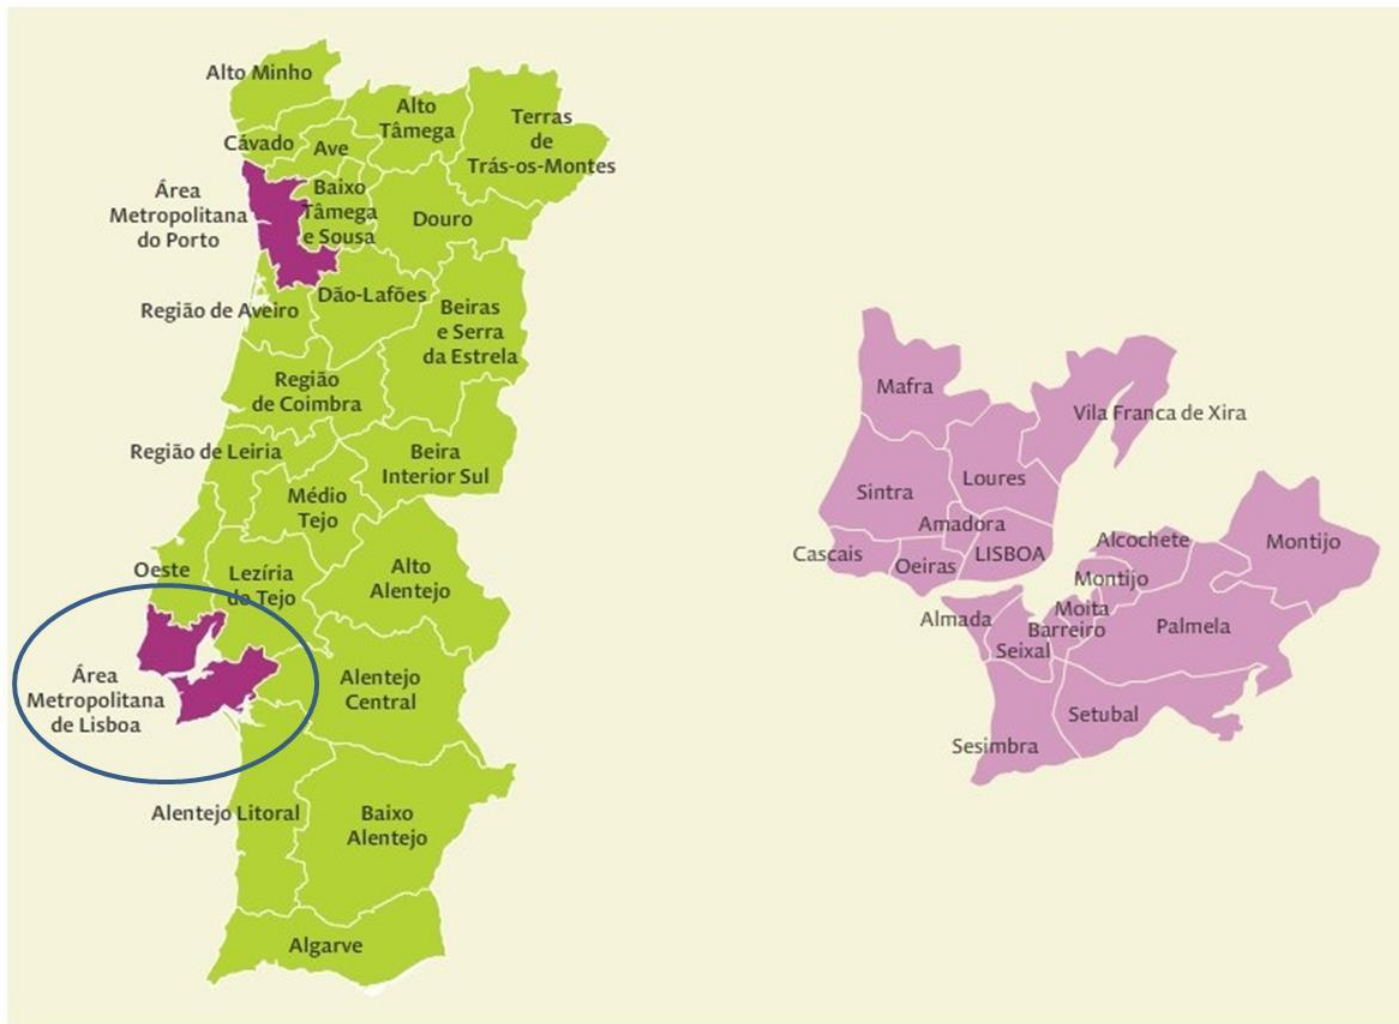 Alto Minho
Alto
Tâmega
Terras
de
Trás-os-Montes
Cávado
Ave
Área
Metropolitana
do Porto
Baixo
Tâmega
e Sousa
Douro
Região de Aveiro
Dão-Lafões
Beiras
e Serra
da Estrela
Região
de Coimbra
Região de Leiria
Beira
Interior Sul
Médio
Tejo
Oeste
Lezíria
do Tejo
Alto
Alentejo
Área
Metropolitana
de Lisboa
Alentejo
Central
Alentejo Litoral
Baixo
Alentejo
Algarve
Mafra
Vila Franca de Xira
Sintra
Loures
Amadora
Cascais
Oeiras
LISBOA
Alcochete
Montijo
Montijo
Almada
Moita
Barreiro
Seixal
Palmela
Setubal
Sesimbra